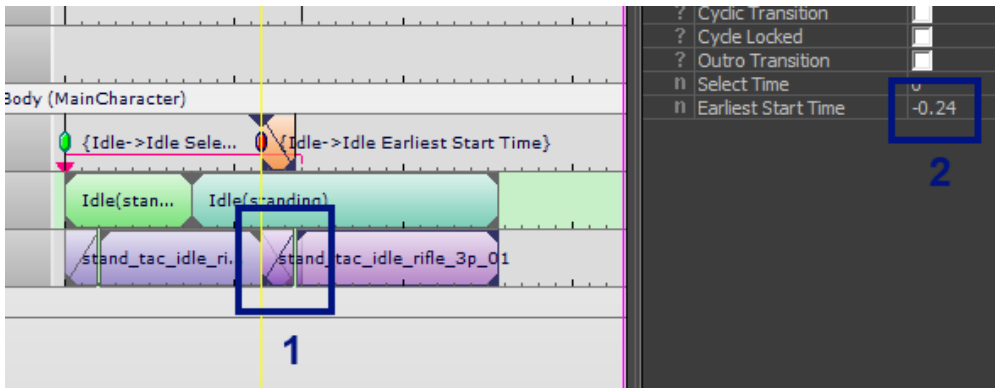 ? Cyclic Transition
? Cycle Locked
? Outro Transition
n Select Time 0
n Earliest Start Time -0.24
Body (MainCharacter)
{Idle->Idle Sele... {Idle->Idle Earliest Start Time}
Idle(stan... Idle(standing)
stand_tac_idle_ri... stand_tac_idle_rifle_3p_01
1
2